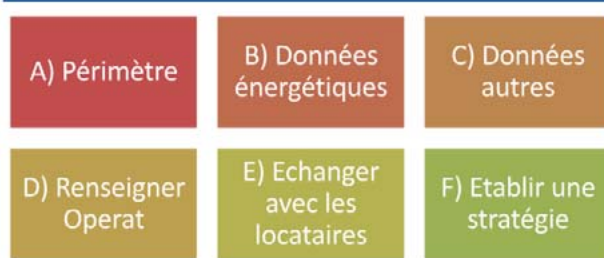 A) Périmètre
B) Données
énergétiques
C) Données
autres
D) Renseigner
Operat
E) Echanger
avec les
locataires
F) Etablir une
stratégie